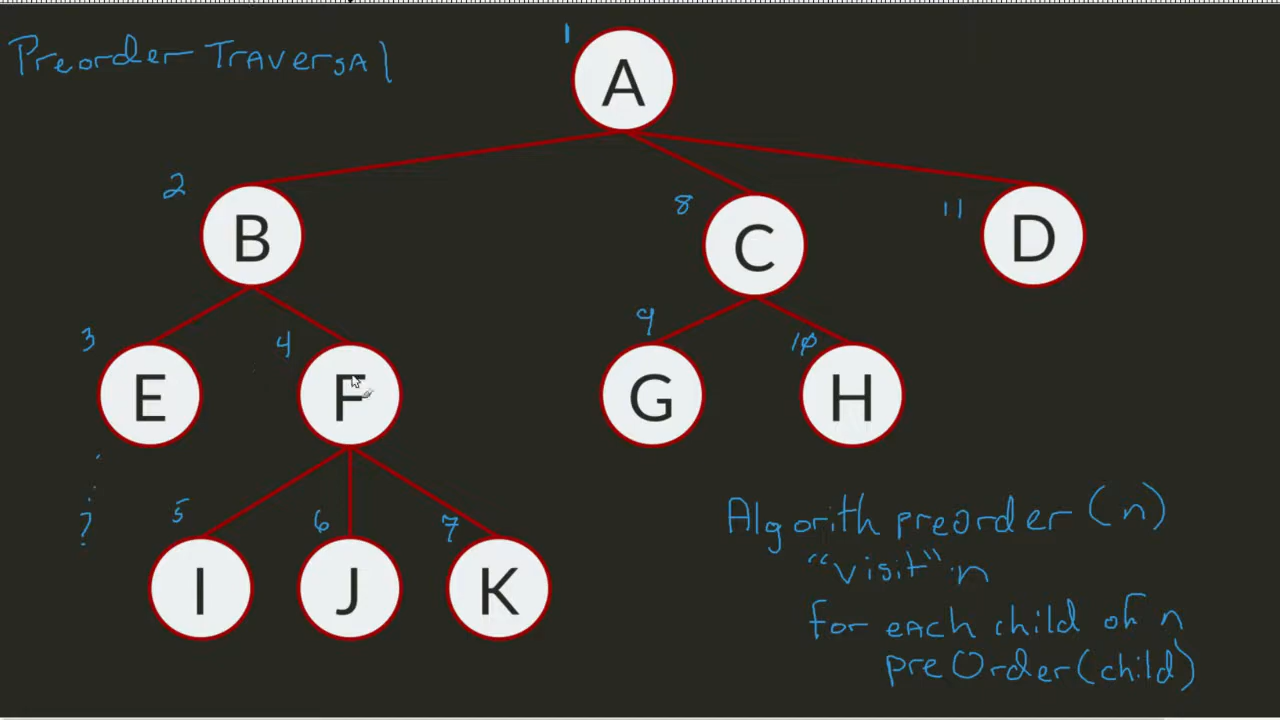 Preorder Traversal
1
A
2
B
8
C
11
D
3
E
4
F
9
G
10
H
?
5
I
6
J
7
K
Algorith preorder (n)
"visit" n
for each child of n
preOrder(child)